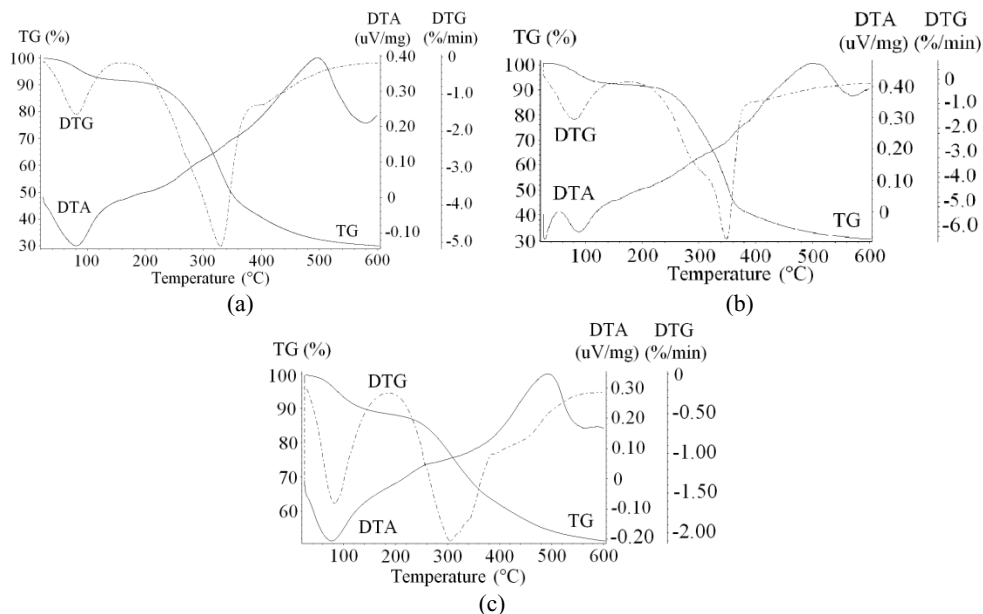 DTA DTG
TG (%) (uV/mg) (%/min)
100 0.40 0
90
80 0.30 -1.0
DTG
70 0.20 -2.0
60 0.10 -3.0
50 DTA 0 -4.0
40 TG
30 -0.10 -5.0
100 200 300 400 500 600
Temperature (°C)
(a)
DTA DTG
TG (%) (uV/mg) (%/min)
100 0
90 0.40 -1.0
80 0.30 -2.0
DTG
70 -3.0
60 0.20 -4.0
50 DTA 0.10 -5.0
40 TG 0 -6.0
30
100 200 300 400 500 600
Temperature (°C)
(b)
DTA DTG
TG (%) (uV/mg) (%/min)
100 DTG 0.30 0
90 0.20 -0.50
80 0.10 -1.00
70 0 -1.50
60 DTA -0.10 TG
-0.20 -2.00
100 200 300 400 500 600
Temperature (°C)
(c)